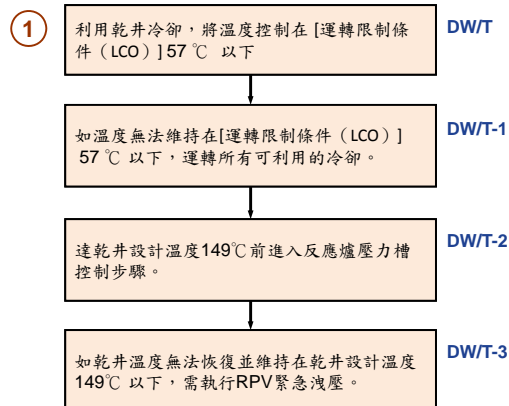 1
利用乾井冷卻，將溫度控制在 [運轉限制條
件（LCO）] 57 ℃ 以下
DW/T
如溫度無法維持在[運轉限制條件（LCO）]
57 ℃ 以下，運轉所有可利用的冷卻。
DW/T-1
達乾井設計溫度149℃前進入反應爐壓力槽
控制步驟。
DW/T-2
如乾井溫度無法恢復並維持在乾井設計溫度
149℃ 以下，需執行RPV緊急洩壓。
DW/T-3